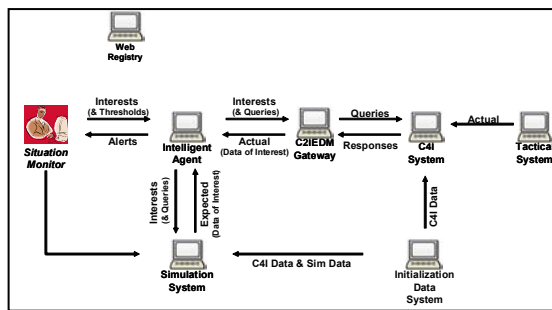 Web
Registry
Interests
(& Thresholds)
Alerts
Situation
Monitor
Intelligent
Agent
Interests
(& Queries)
Actual
(Data of Interest)
C2IEDM
Gateway
Queries
Responses
C4I
System
Actual
Tactical
System
Interests
(& Queries)
Expected
(Data of Interest)
C4I Data
Simulation
System
C4I Data & Sim Data
Initialization
Data
System